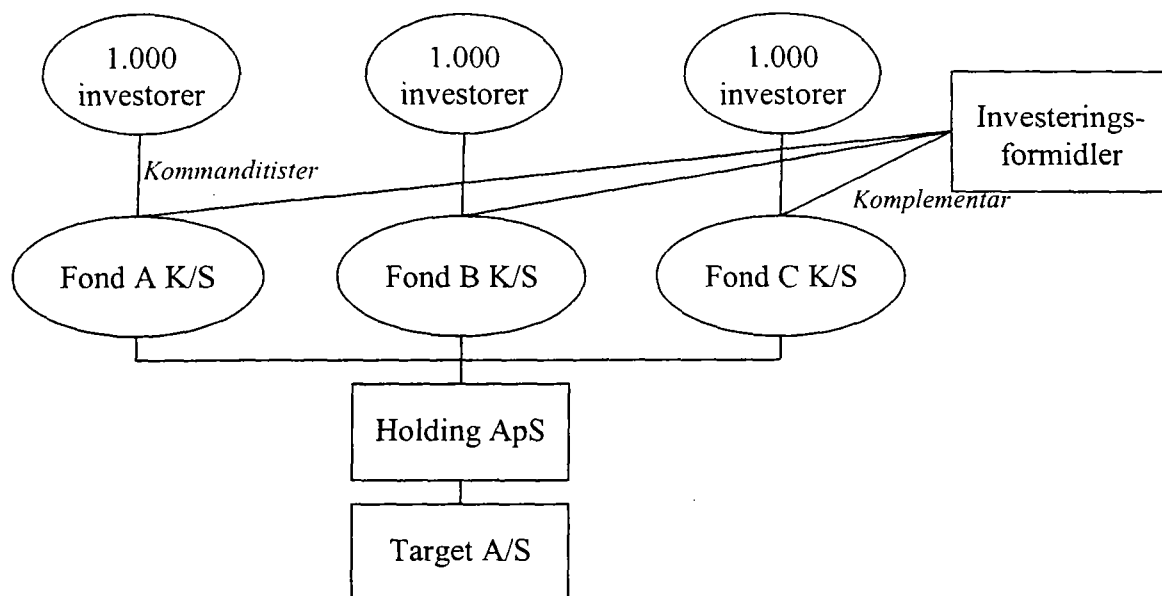 1.000
investorer
1.000
investorer
1.000
investorer
Investerings-
formidler
Kommanditister
Komplementar
Fond A K/S
Fond B K/S
Fond C K/S
Holding ApS
Target A/S